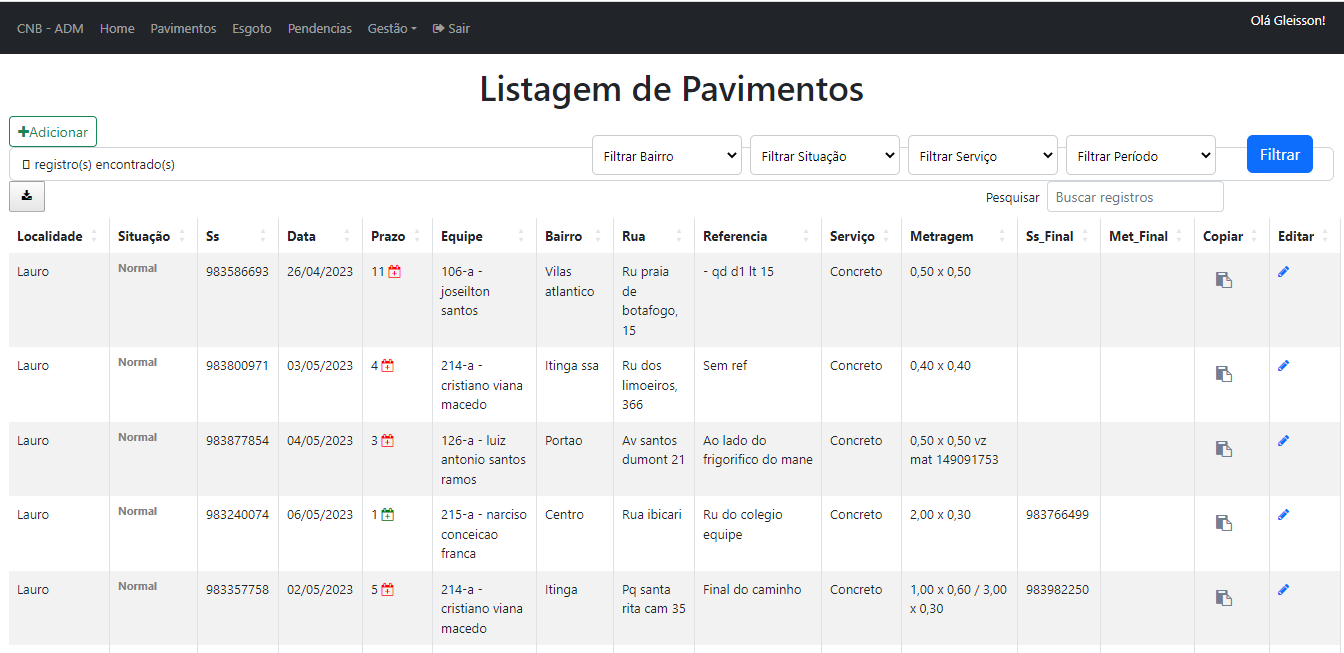 CNB - ADM Home Pavimentos Esgoto Pendencias Gestão Sair Olá Gleisson!
Listagem de Pavimentos
Adicionar
registro(s) encontrado(s) Filtrar Bairro Filtrar Situação Filtrar Serviço Filtrar Período Filtrar
Pesquisar Buscar registros
Localidade Situação Ss Data Prazo Equipe Bairro Rua Referencia Serviço Metragem Ss_Final Met_Final Copiar Editar
Lauro Normal 983586693 26/04/2023 11 106-a - Vilas Ru praia - qd d1 lt 15 Concreto 0,50 x 0,50
joseilton atlantico de
santos botafogo,
15
Lauro Normal 983800971 03/05/2023 4 214-a - Itinga ssa Ru dos Sem ref Concreto 0,40 x 0,40
cristiano viana limoeiros,
macedo 366
Lauro Normal 983877854 04/05/2023 3 126-a - luiz Portao Av santos Ao lado do Concreto 0,50 x 0,50 vz
antonio santos dumont 21 frigorifico do mane mat 149091753
ramos
Lauro Normal 983240074 06/05/2023 1 215-a - narciso Centro Rua ibicari Ru do colegio Concreto 2,00 x 0,30 983766499
conceicao equipe
franca
Lauro Normal 983357758 02/05/2023 5 214-a - Itinga Pq santa Final do caminho Concreto 1,00 x 0,60 / 3,00 983982250
cristiano viana rita cam 35 x 0,30
macedo